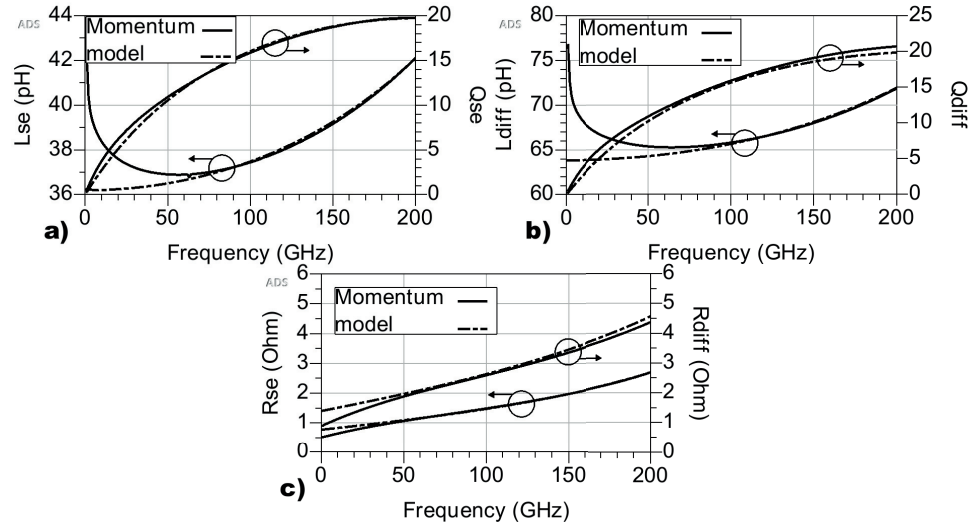 ADS
44
42
40
38
36
Lse (pH)
Momentum
model
20
15
10
5
0
Qse
0 50 100 150 200
a)
Frequency (GHz)
80
75
70
65
60
Ldiff (pH)
Momentum
model
25
20
15
10
5
0
Qdiff
0 50 100 150 200
b)
Frequency (GHz)
ADS
6
5
4
3
2
1
0
Rse (Ohm)
Momentum
model
6
5
4
3
2
1
0
Rdiff (Ohm)
0 50 100 150 200
c)
Frequency (GHz)
ADS